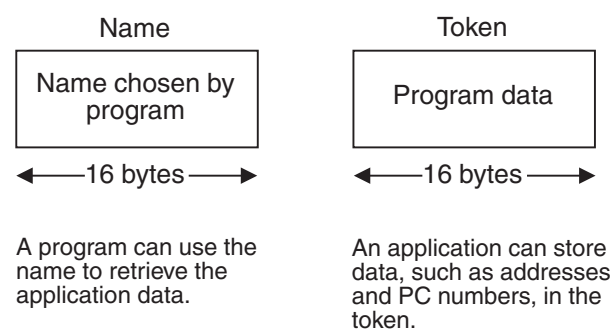 Name
Name chosen by
program
16 bytes
A program can use the
name to retrieve the
application data.
Token
Program data
16 bytes
An application can store
data, such as addresses
and PC numbers, in the
token.